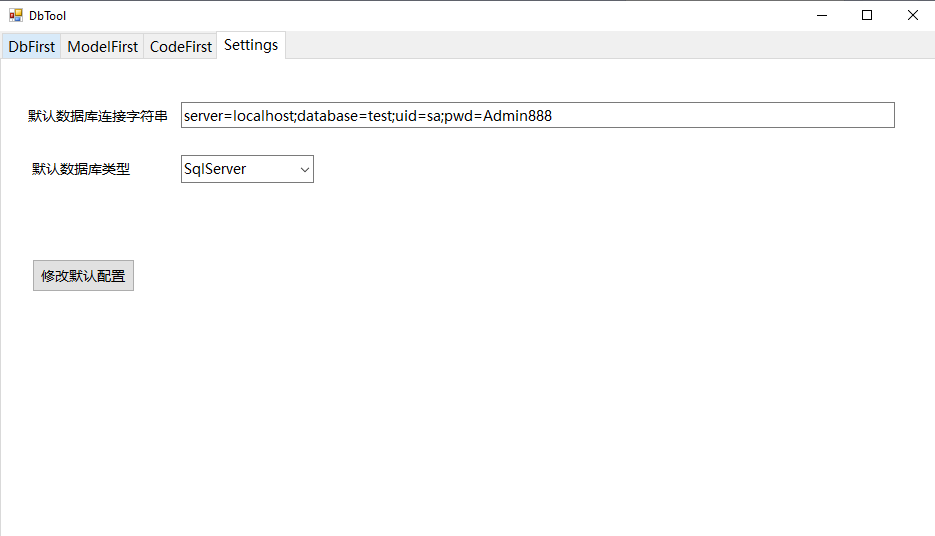 DbTool
DbFirst ModelFirst CodeFirst Settings
默认数据库连接字符串 server=localhost;database=test;uid=sa;pwd=Admin888
默认数据库类型 SqlServer
修改默认配置